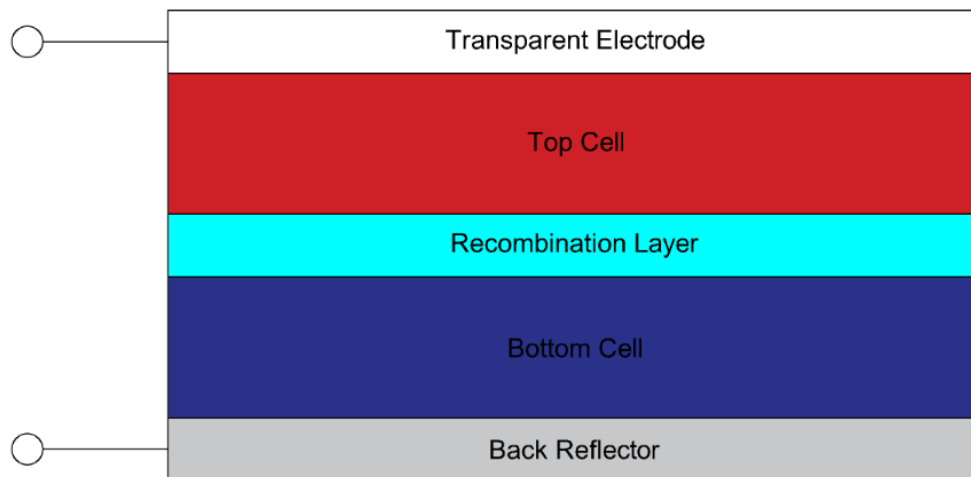 Transparent Electrode
Top Cell
Recombination Layer
Bottom Cell
Back Reflector